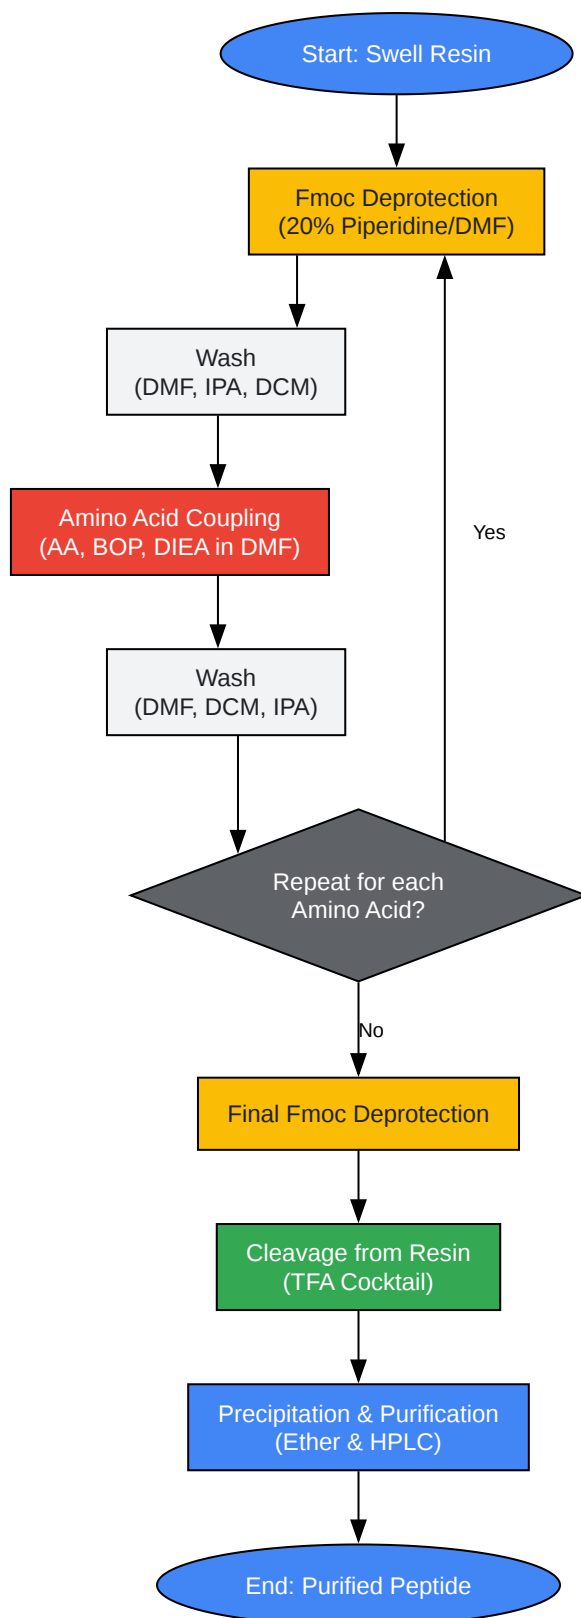 Start: Swell Resin
Fmoc Deprotection
(20% Piperidine/DMF)
Wash
(DMF, IPA, DCM)
Amino Acid Coupling
(AA, BOP, DIEA in DMF)
Yes
Wash
(DMF, DCM, IPA)
Repeat for each
Amino Acid?
No
Final Fmoc Deprotection
Cleavage from Resin
(TFA Cocktail)
Precipitation & Purification
(Ether & HPLC)
End: Purified Peptide